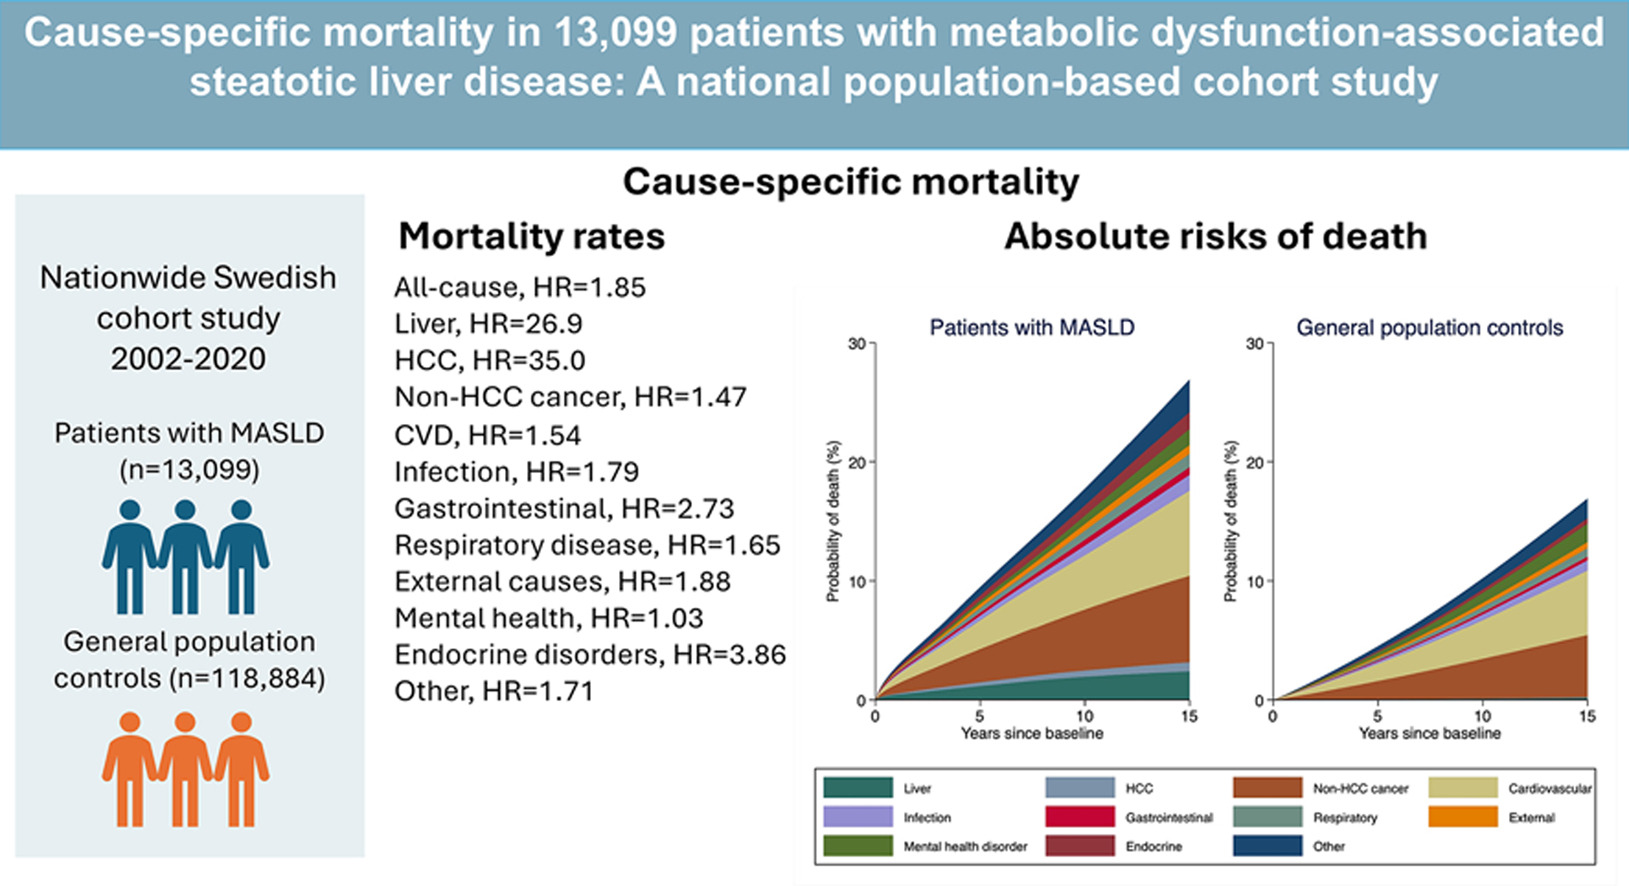 Cause-specific mortality in 13,099 patients with metabolic dysfunction-associated
steatotic liver disease: A national population-based cohort study
Nationwide Swedish
cohort study
2002-2020
Patients with MASLD
(n=13,099)
General population
controls (n=118,884)
Cause-specific mortality
Mortality rates
All-cause, HR=1.85
Liver, HR=26.9
HCC, HR=35.0
Non-HCC cancer, HR=1.47
CVD, HR=1.54
Infection, HR=1.79
Gastrointestinal, HR=2.73
Respiratory disease, HR=1.65
External causes, HR=1.88
Mental health, HR=1.03
Endocrine disorders, HR=3.86
Other, HR=1.71
Absolute risks of death
Patients with MASLD
Probability of death (%)
30
20
10
0
0 5 10 15
Years since baseline
General population controls
Probability of death (%)
30
20
10
0
0 5 10 15
Years since baseline
Liver HCC Non-HCC cancer Cardiovascular
Infection Gastrointestinal Respiratory External
Mental health disorder Endocrine Other